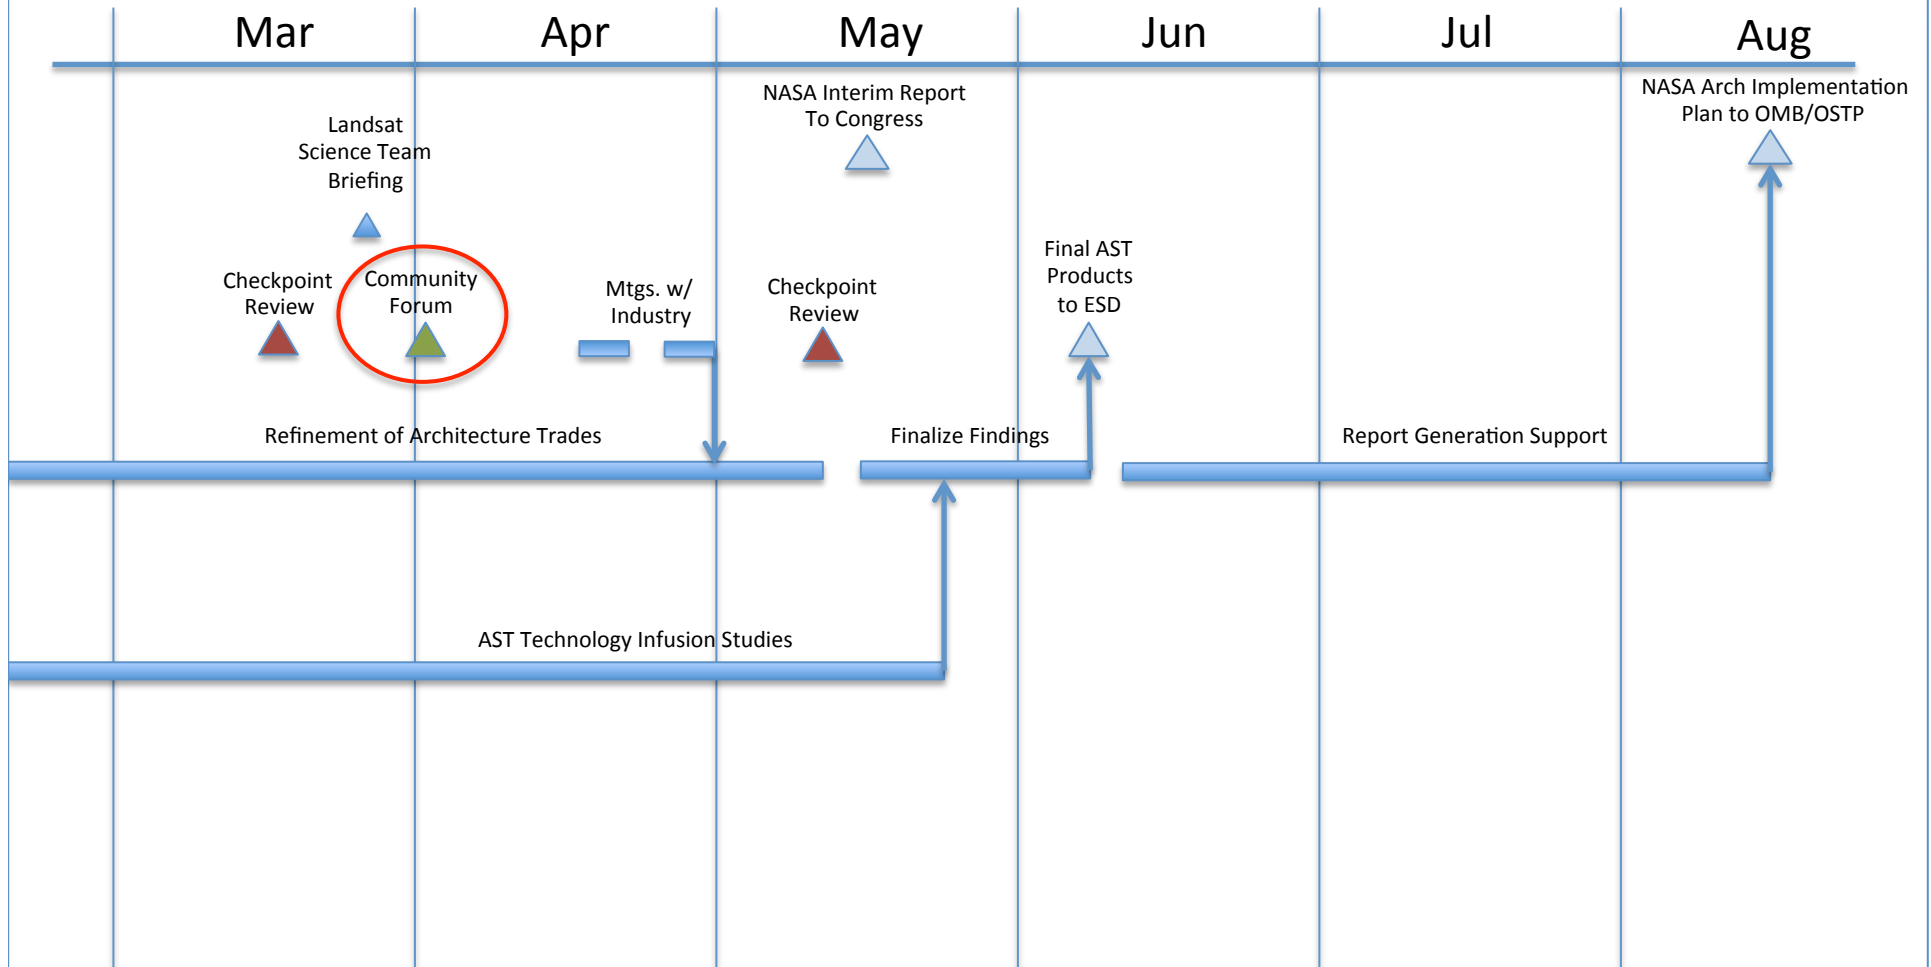 Mar
Apr
May
Jun
Jul
Aug
NASA Interim Report
To Congress
NASA Arch Implementation
Plan to OMB/OSTP
Landsat
Science Team
Briefing
Checkpoint
Review
Community
Forum
Mtgs. w/
Industry
Checkpoint
Review
Final AST
Products
to ESD
Refinement of Architecture Trades
Finalize Findings
Report Generation Support
AST Technology Infusion Studies